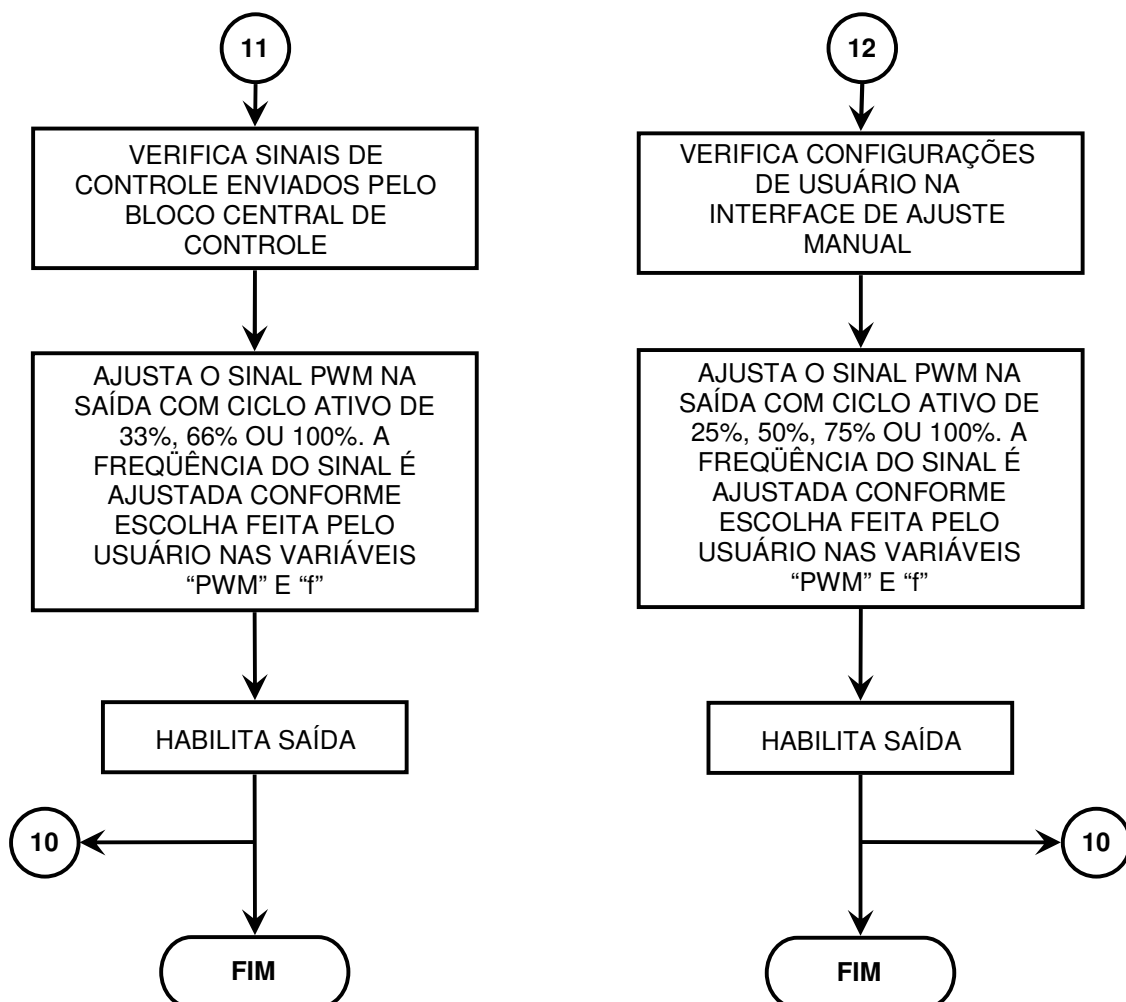 11
VERIFICA SINAIS DE
CONTROLE ENVIADOS PELO
BLOCO CENTRAL DE
CONTROLE
AJUSTA O SINAL PWM NA
SAÍDA COM CICLO ATIVO DE
33%, 66% OU 100%. A
FREQÜÊNCIA DO SINAL É
AJUSTADA CONFORME
ESCOLHA FEITA PELO
USUÁRIO NAS VARIÁVEIS
“PWM” E “f”
HABILITA SAÍDA
10
FIM
12
VERIFICA CONFIGURAÇÕES
DE USUÁRIO NA
INTERFACE DE AJUSTE
MANUAL
AJUSTA O SINAL PWM NA
SAÍDA COM CICLO ATIVO DE
25%, 50%, 75% OU 100%. A
FREQÜÊNCIA DO SINAL É
AJUSTADA CONFORME
ESCOLHA FEITA PELO
USUÁRIO NAS VARIÁVEIS
“PWM” E “f”
HABILITA SAÍDA
10
FIM